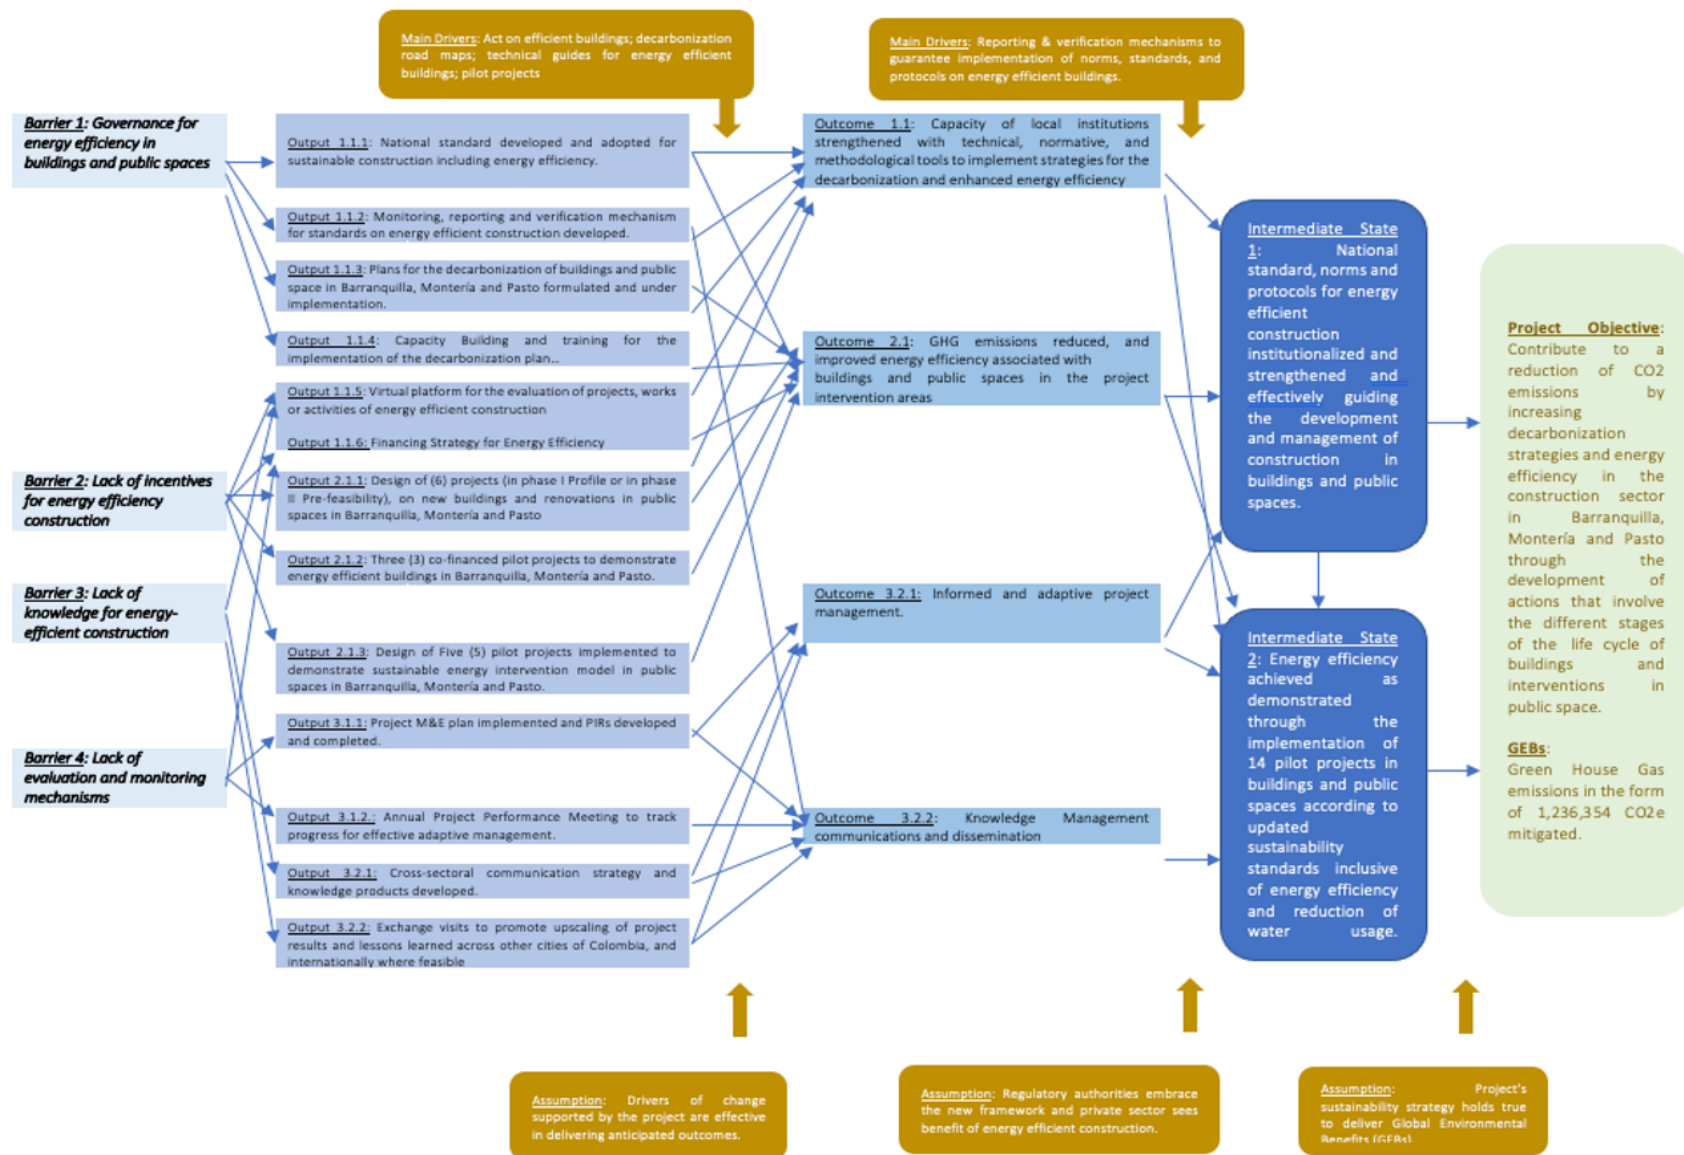 Main Drivers: Act on efficient buildings; decarbonization
road maps; technical guides for energy efficient
buildings; pilot projects
Main Drivers: Reporting & verification mechanisms to
guarantee implementation of norms, standards, and
protocols on energy efficient buildings.
Barrier 1: Governance for
energy efficiency in
buildings and public spaces
Barrier 2: Lack of incentives
for energy efficiency
construction
Barrier 3: Lack of
knowledge for energy-
efficient construction
Barrier 4: Lack of
evaluation and monitoring
mechanisms
Output 1.1.1: National standard developed and adopted for
sustainable construction including energy efficiency.
Output 1.1.2: Monitoring, reporting and verification mechanism
for standards on energy efficient construction developed.
Output 1.1.3: Plans for the decarbonization of buildings and public
space in Barranquilla, Montería and Pasto formulated and under
implementation.
Output 1.1.4: Capacity Building and training for the
implementation of the decarbonization plan...
Output 1.1.5: Virtual platform for the evaluation of projects, works
or activities of energy efficient construction
Output 1.1.6: Financing Strategy for Energy Efficiency
Output 2.1.1: Design of (6) projects (in phase I Profile or in phase
II Pre-feasibility), on new buildings and renovations in public
spaces in Barranquilla, Montería and Pasto
Output 2.1.2: Three (3) co-financed pilot projects to demonstrate
energy efficient buildings in Barranquilla, Montería and Pasto.
Output 2.1.3: Design of Five (5) pilot projects implemented to
demonstrate sustainable energy intervention model in public
spaces in Barranquilla, Montería and Pasto.
Output 3.1.1: Project M&E plan implemented and PIRs developed
and completed.
Output 3.1.2.: Annual Project Performance Meeting to track
progress for effective adaptive management.
Output 3.2.1: Cross-sectoral communication strategy and
knowledge products developed.
Output 3.2.2: Exchange visits to promote upscaling of project
results and lessons learned across other cities of Colombia, and
internationally where feasible
Outcome 1.1: Capacity of local institutions
strengthened with technical, normative, and
methodological tools to implement strategies for the
decarbonization and enhanced energy efficiency
Outcome 2.1: GHG emissions reduced, and
improved energy efficiency associated with
buildings and public spaces in the project
intervention areas
Outcome 3.2.1: Informed and adaptive project
management.
Outcome 3.2.2: Knowledge Management
communications and dissemination
Intermediate State
1: National
standard, norms and
protocols for energy
efficient
construction
institutionalized and
strengthened and
effectively guiding
the development
and management of
construction in
buildings and public
spaces.
Intermediate State
2: Energy efficiency
achieved as
demonstrated
through the
implementation of
14 pilot projects in
buildings and public
spaces according to
updated
sustainability
standards inclusive
of energy efficiency
and reduction of
water usage.
Project Objective:
Contribute to a
reduction of CO2
emissions by
increasing
decarbonization
strategies and energy
efficiency in the
construction sector
in Barranquilla,
Montería and Pasto
through the
development of
actions that involve
the different stages
of the life cycle of
buildings and
interventions in
public space.
GEBs:
Green House Gas
emissions in the form
of 1,236,354 CO2e
mitigated.
Assumption: Drivers of change
supported by the project are effective
in delivering anticipated outcomes.
Assumption: Regulatory authorities embrace
the new framework and private sector sees
benefit of energy efficient construction.
Assumption: Project's
sustainability strategy holds true
to deliver Global Environmental
Benefits (GEBs)